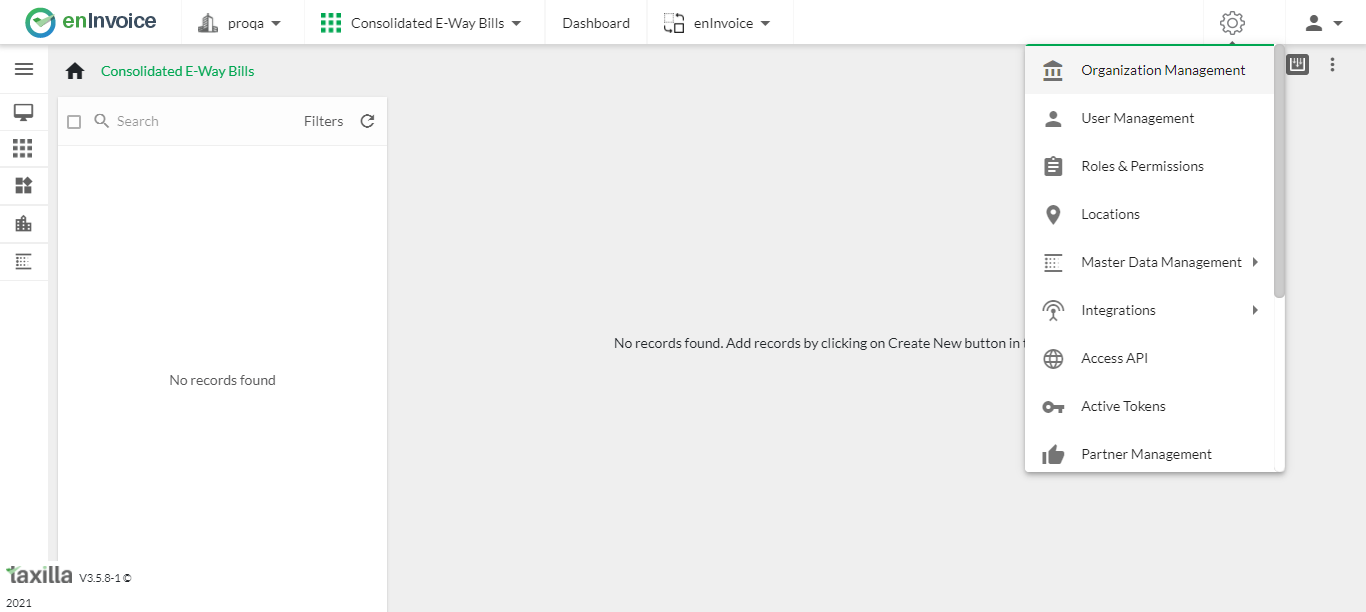 enInvoice
proqa
Consolidated E-Way Bills
Dashboard
enInvoice
Consolidated E-Way Bills
Search
Filters
No records found
No records found. Add records by clicking on Create New button in
Organization Management
User Management
Roles & Permissions
Locations
Master Data Management
Integrations
Access API
Active Tokens
Partner Management
taxilla V3.5.8-1 ©
2021